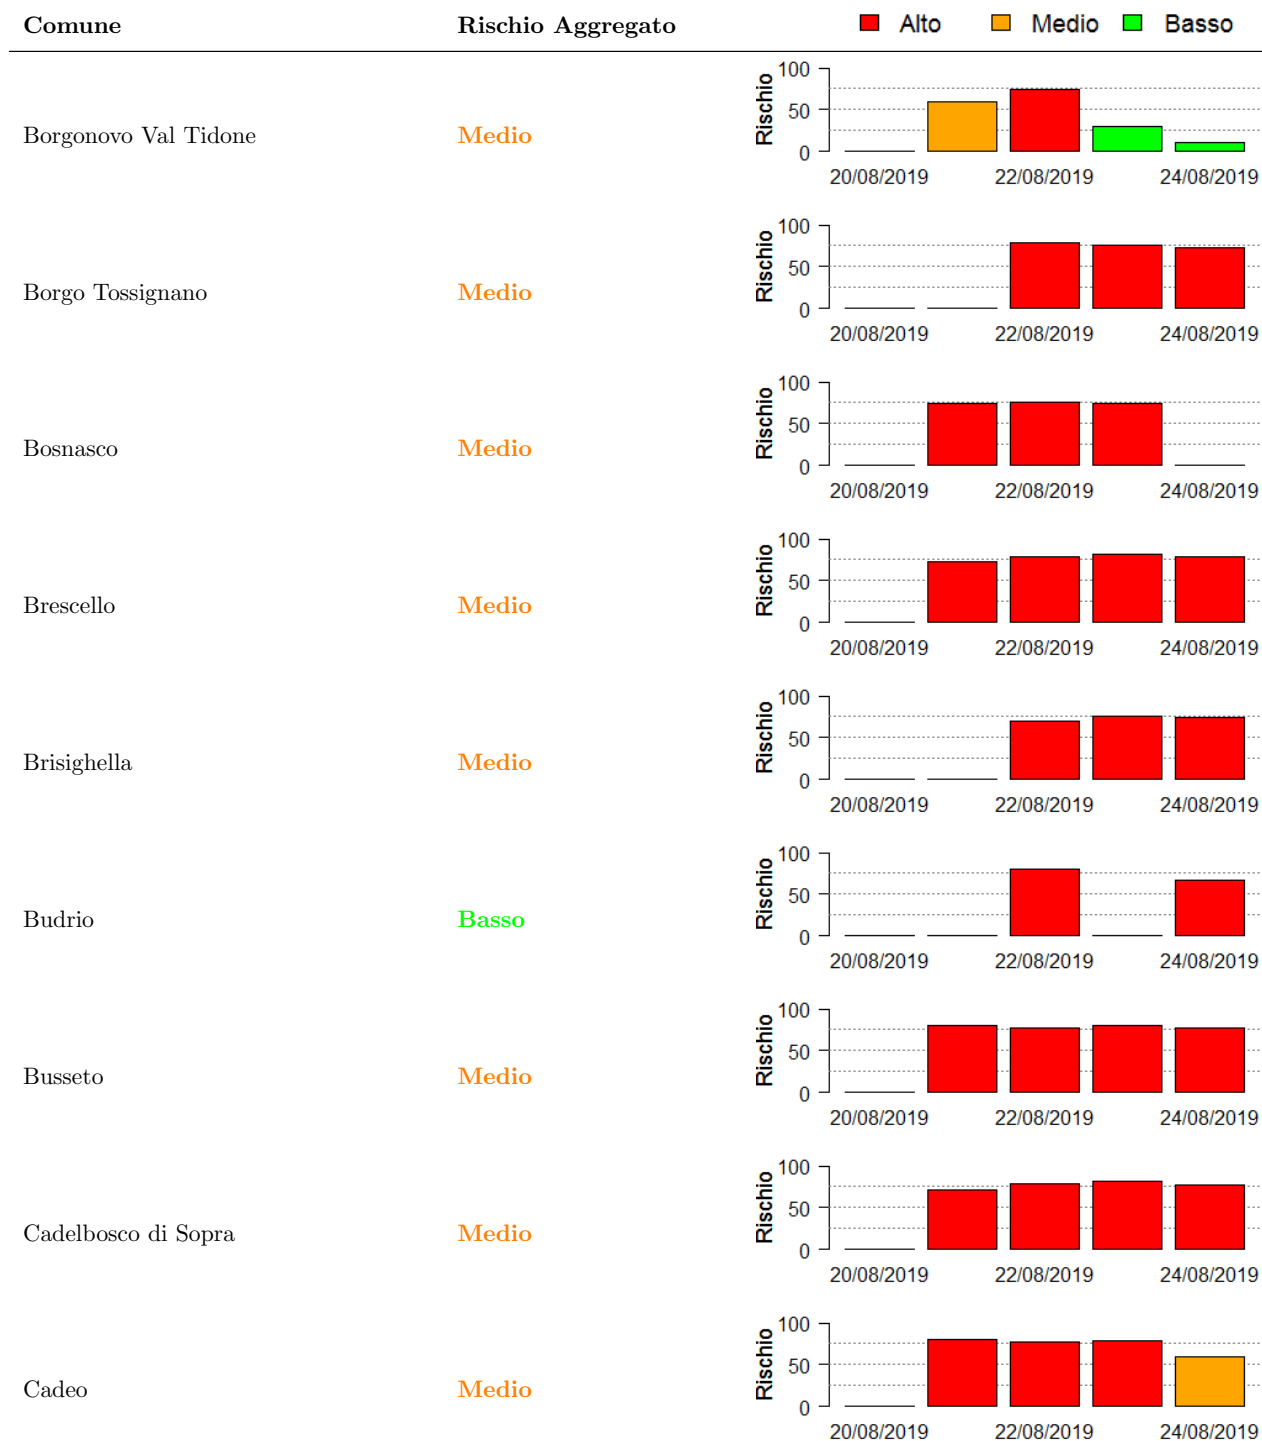 Comune Rischio Aggregato Alto Medio Basso
100
50
0
Rischio
Borgonovo Val Tidone Medio
20/08/2019 22/08/2019 24/08/2019
100
50
0
Rischio
Borgo Tossignano Medio
20/08/2019 22/08/2019 24/08/2019
100
50
0
Rischio
Bosnasco Medio
20/08/2019 22/08/2019 24/08/2019
100
50
0
Rischio
Brescello Medio
20/08/2019 22/08/2019 24/08/2019
100
50
0
Rischio
Brisighella Medio
20/08/2019 22/08/2019 24/08/2019
100
50
0
Rischio
Budrio Basso
20/08/2019 22/08/2019 24/08/2019
100
50
0
Rischio
Busseto Medio
20/08/2019 22/08/2019 24/08/2019
100
50
0
Rischio
Cadelbosco di Sopra Medio
20/08/2019 22/08/2019 24/08/2019
100
50
0
Rischio
Cadeo Medio
20/08/2019 22/08/2019 24/08/2019